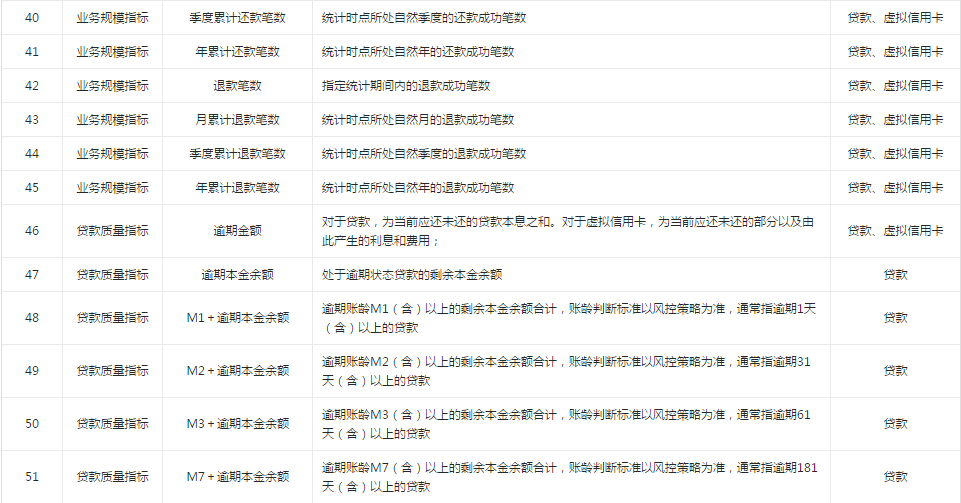 40 业务规模指标 季度累计还款笔数 统计时点所处自然季度的还款成功笔数 贷款、虚拟信用卡
41 业务规模指标 年累计还款笔数 统计时点所处自然年的还款成功笔数 贷款、虚拟信用卡
42 业务规模指标 退款笔数 指定统计期间内的退款成功笔数 贷款、虚拟信用卡
43 业务规模指标 月累计退款笔数 统计时点所处自然月的退款成功笔数 贷款、虚拟信用卡
44 业务规模指标 季度累计退款笔数 统计时点所处自然季度的退款成功笔数 贷款、虚拟信用卡
45 业务规模指标 年累计退款笔数 统计时点所处自然年的退款成功笔数 贷款、虚拟信用卡
46 贷款质量指标 逾期金额 对于贷款，为当前应还未还的贷款本息之和。对于虚拟信用卡，为当前应还未还的部分以及由
此产生的利息和费用； 贷款、虚拟信用卡
47 贷款质量指标 逾期本金余额 处于逾期状态贷款的剩余本金余额 贷款
48 贷款质量指标 M1＋逾期本金余额 逾期账龄M1（含）以上的剩余本金余额合计，账龄判断标准以风控策略为准，通常指逾期1天
（含）以上的贷款 贷款
49 贷款质量指标 M2＋逾期本金余额 逾期账龄M2（含）以上的剩余本金余额合计，账龄判断标准以风控策略为准，通常指逾期31
天（含）以上的贷款 贷款
50 贷款质量指标 M3＋逾期本金余额 逾期账龄M3（含）以上的剩余本金余额合计，账龄判断标准以风控策略为准，通常指逾期61
天（含）以上的贷款 贷款
51 贷款质量指标 M7＋逾期本金余额 逾期账龄M7（含）以上的剩余本金余额合计，账龄判断标准以风控策略为准，通常指逾期181
天（含）以上的贷款 贷款